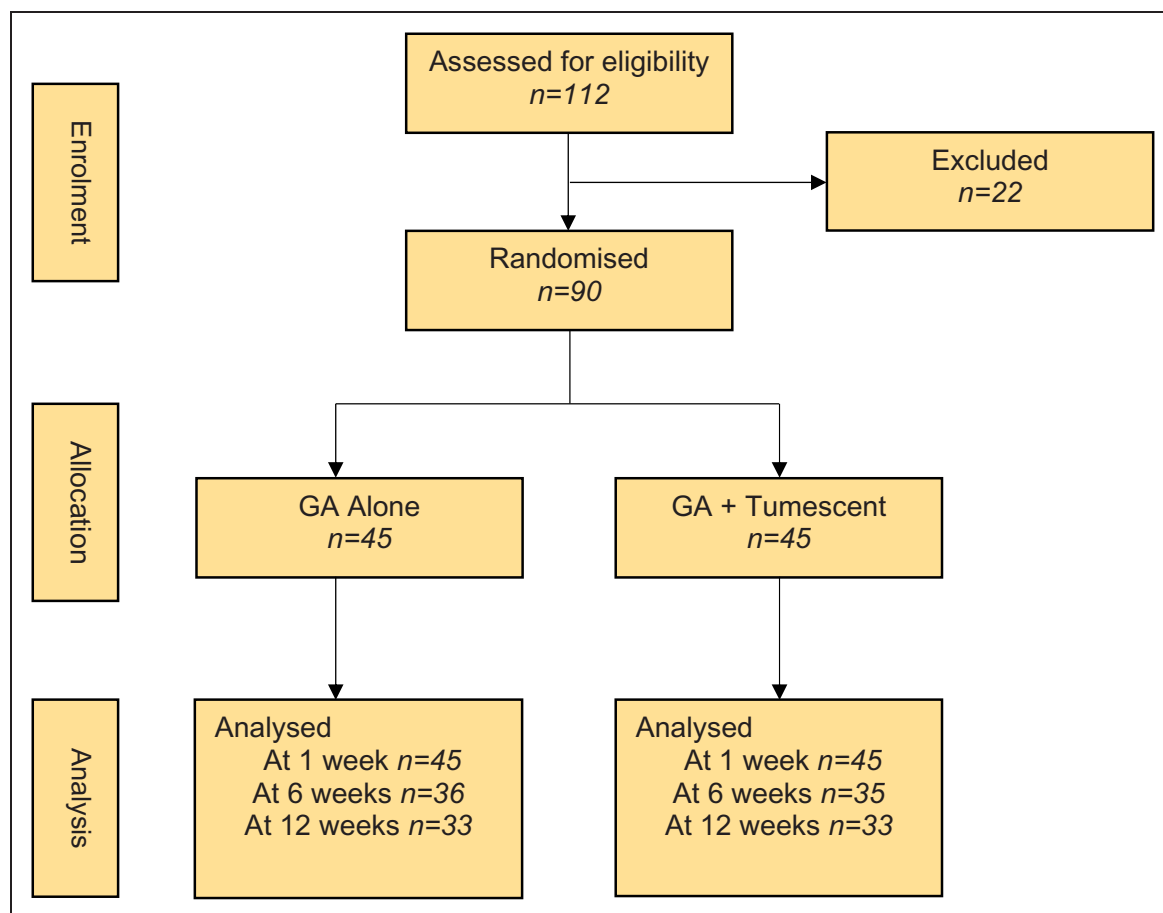 Enrolment
Assessed for eligibility
n=112
Excluded
n=22
Randomised
n=90
Allocation
GA Alone
n=45
GA + Tumescent
n=45
Analysis
Analysed
At 1 week n=45
At 6 weeks n=36
At 12 weeks n=33
Analysed
At 1 week n=45
At 6 weeks n=35
At 12 weeks n=33